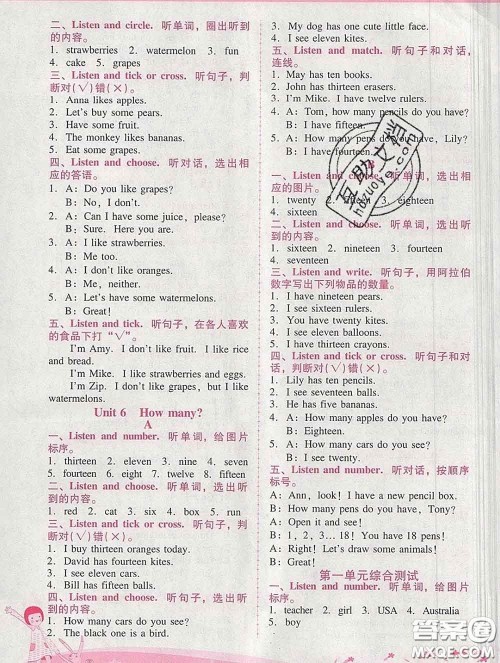 二、Listen and circle. 听单词，圈出听到
的内容。
1. strawberries 2. watermelon 3. fun
4. cake 5. grapes
三、Listen and tick or cross. 听句子，判
断对(√)错(×)。
1. Anna likes apples.
2. Let's buy some pears.
3. Have some fruit.
4. The monkey likes bananas.
5. Eat some grapes.
四、Listen and choose. 听对话，选出相
应的答语。
1. A: Do you like grapes?
B: No, I don't.
2. A: Can I have some juice, please?
B: Sure. Here you are.
3. A: I like strawberries.
B: Me too.
4. A: I don't like oranges.
B: Me, neither.
5. A: Let's have some watermelons.
B: Great!
五、Listen and tick. 听句子，在各人喜欢
的食品下打“√”。
I'm Amy. I don't like fruit. I like rice
and bread.
I'm Mike. I like strawberries and eggs.
I'm Zip. I don't like grapes, but I like
watermelons.
Unit 6 How many?
A
一、Listen and number. 听单词，给图片
标序。
1. thirteen 2. eleven 3. nine 4. seven
5. fourteen 6. eight 7. twelve 8. fifteen
二、Listen and choose. 听单词，选出听
到的内容。
1. red 2. cat 3. six 4. box 5. run
三、Listen and tick or cross. 听句子，判
断对(√)错(×)。
1. I buy thirteen oranges today.
2. David has fourteen kites.
3. I see eleven cars.
4. Bill has fifteen balls.
四、Listen and choose. 听句子，选出听
到的内容。
1. How many cars do you see?
2. The black one is a bird.
3. My dog has one cute little face.
4. I see eleven kites.
五、Listen and match. 听句子和对话，
连线。
1. May has ten books.
2. John has thirteen erasers.
3. I'm Mike. I have twelve rulers.
4. A: Tom, how many pencils do you have?
B: I have fifteen.
5. A: How many pens do you have, Lily?
B: I have fourteen.
一、Listen and choose. 听单词，选出相
应的图片。
1. twenty 2. fifteen 3. eighteen
4. sixteen
二、Listen and choose. 听单词，选出听
到的内容。
1. sixteen 2. nineteen 3. fourteen
4. seventeen
三、Listen and write. 听句子，用阿拉伯
数字写出下列物品的数量。
1. I have nineteen pears.
2. I see sixteen rulers.
3. You have twenty kites.
4. I see eleven balloons.
5. I have thirteen crayons.
四、Listen and tick or cross. 听句子和对
话，判断对(√)错(×)。
1. Lily has ten pencils.
2. I see twelve birds.
3. He has five bananas.
4. A: How many apples do you have?
B: I have eighteen.
5. A: How many cars do you see?
B: I see twenty.
五、Listen and number. 听对话，按顺序
标号。
A: Ann, look! I have a new pencil box.
B: How many pens do you have, Ann?
A: Open and see!
B: 1, 2, 3... 18! You have 18 pens!
A: Right! Let's draw some animals!
B: Great!
第一单元综合测试
一、Listen and number. 听单词，给图片
标序。
1. teacher 2. girl 3. USA 4. Australia
5. boy
互助文档
hdzuoye.com
答案圈
MXQE.COM